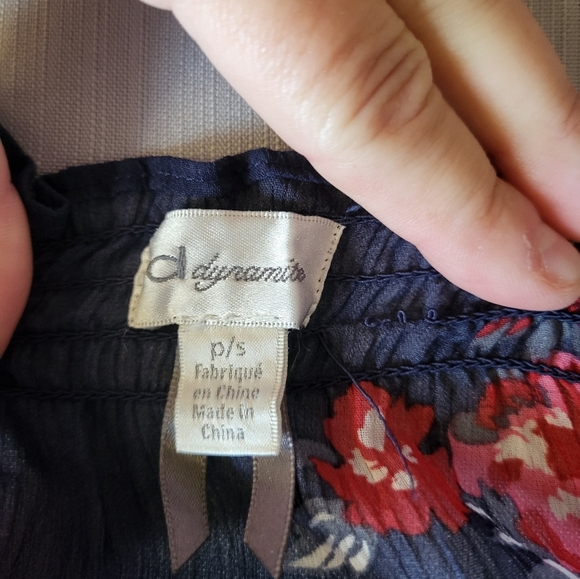 d dynamite
p/s
Fabriqué
en Chine
Made in
China